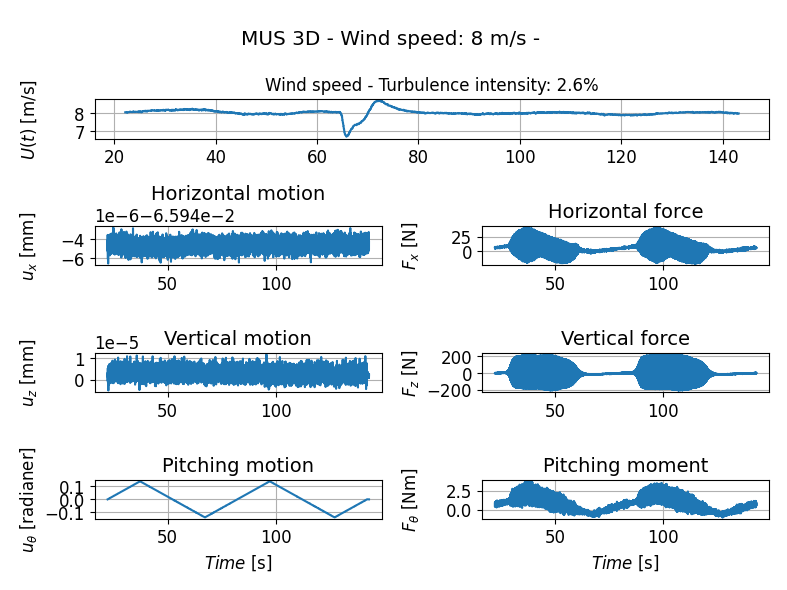 MUS 3D - Wind speed: 8 m/s -
Wind speed - Turbulence intensity: 2.6%
U(t) [m/s]
8
7
20 40 60 80 100 120 140
Horizontal motion
1e−6−6.594e−2
u_x [mm]
−4
−6
50 100
Horizontal force
F_x [N]
25
0
50 100
Vertical motion
1e−5
u_z [mm]
1
0
50 100
Vertical force
F_z [N]
200
0
−200
50 100
Pitching motion
u_θ [radianer]
0.1
0.1
0.0
−0.1
50 100
Time [s]
Pitching moment
F_θ [Nm]
2.5
0.0
50 100
Time [s]